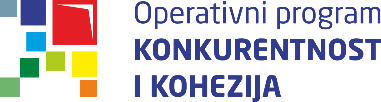 Operativni program
KONKURENTNOST
I KOHEZIJA